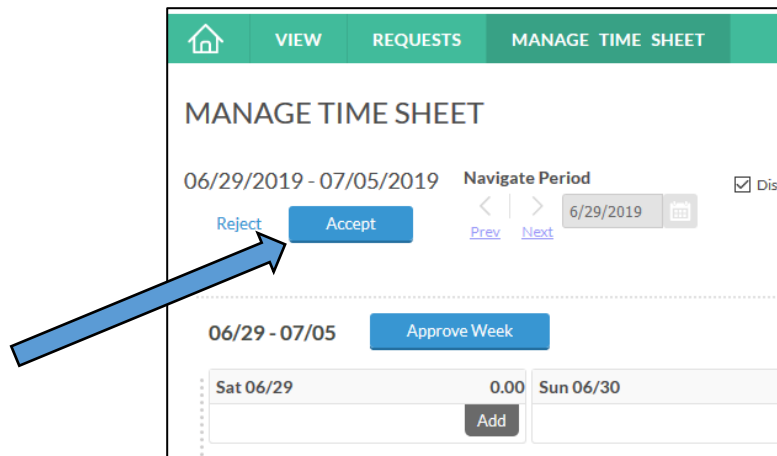 VIEW REQUESTS MANAGE TIME SHEET
MANAGE TIME SHEET
06/29/2019 - 07/05/2019 Navigate Period Dis
Reject Accept 6/29/2019
Prev Next
06/29 - 07/05 Approve Week
Sat 06/29 0.00 Sun 06/30
Add